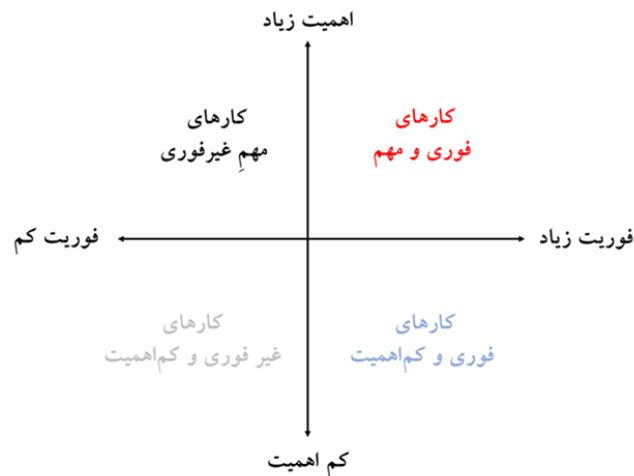 اهمیت زیاد
کارهای
فوری و مهم
کارهای
مهمِ غیرفوری
فوریت زیاد
فوریت کم
کارهای
فوری و کم‌اهمیت
کارهای
غیر فوری و کم‌اهمیت
کم اهمیت